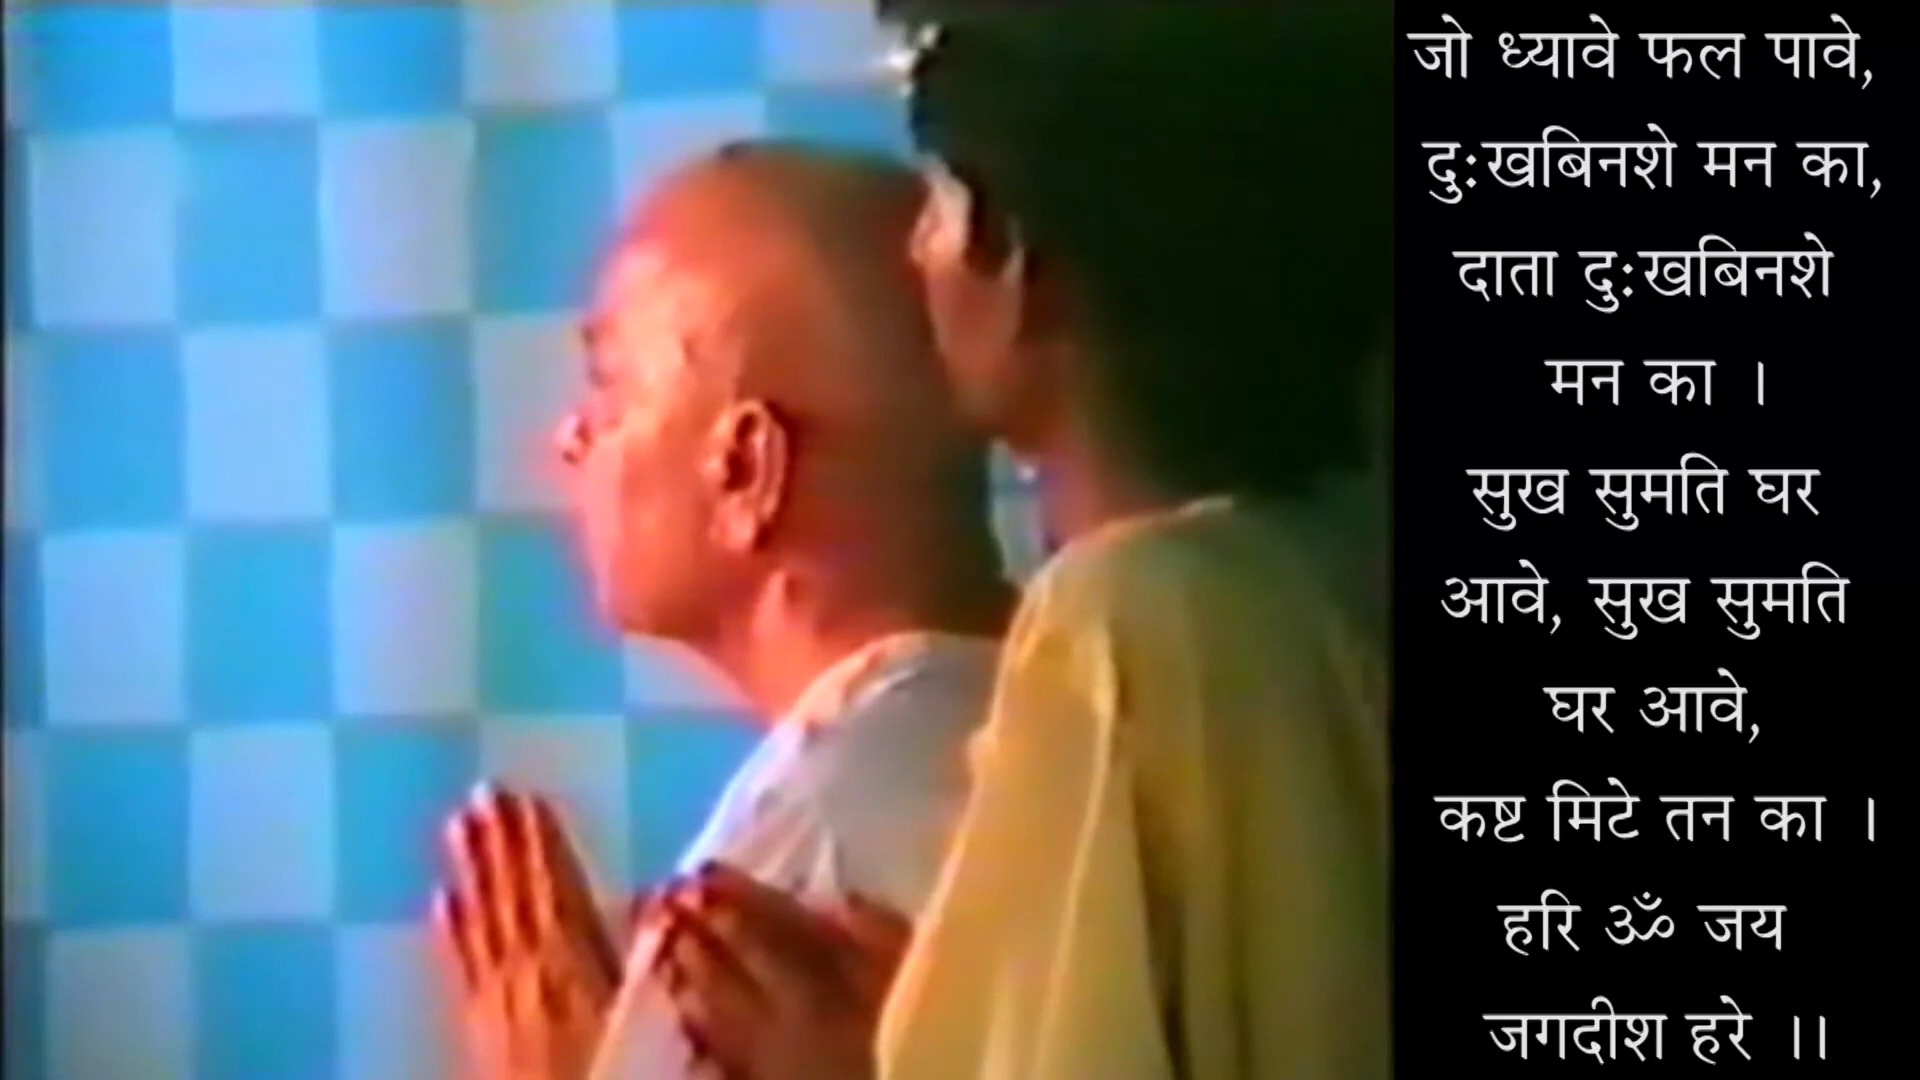 जो ध्यावे फल पावे,
दुःखबिनशे मन का,
दाता दुःखबिनशे
मन का ।
सुख सुमति घर
आवे, सुख सुमति
घर आवे,
कष्ट मिटे तन का ।
हरि ॐ जय
जगदीश हरे ।।